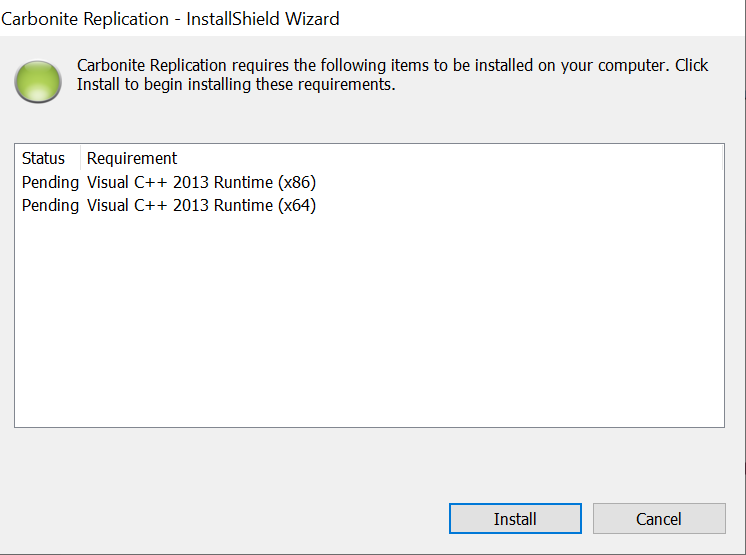 Carbonite Replication - InstallShield Wizard
Carbonite Replication requires the following items to be installed on your computer. Click
Install to begin installing these requirements.
Status Requirement
Pending Visual C++ 2013 Runtime (x86)
Pending Visual C++ 2013 Runtime (x64)
Install Cancel